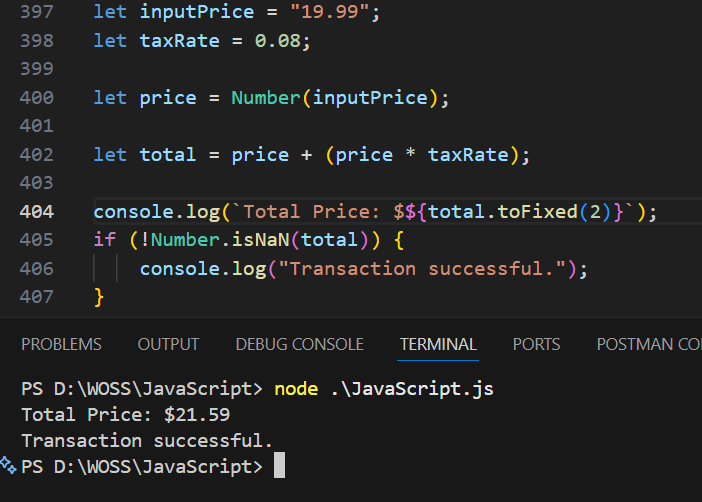 397 let inputPrice = "19.99";
398 let taxRate = 0.08;
399
400 let price = Number(inputPrice);
401
402 let total = price + (price * taxRate);
403
404 console.log(`Total Price: $${total.toFixed(2)}`);
405 if (!Number.isNaN(total)) {
406 console.log("Transaction successful.");
407 }
PROBLEMS OUTPUT DEBUG CONSOLE TERMINAL PORTS POSTMAN CO
PS D:\WOSS\JavaScript> node .\JavaScript.js
Total Price: $21.59
Transaction successful.
PS D:\WOSS\JavaScript>